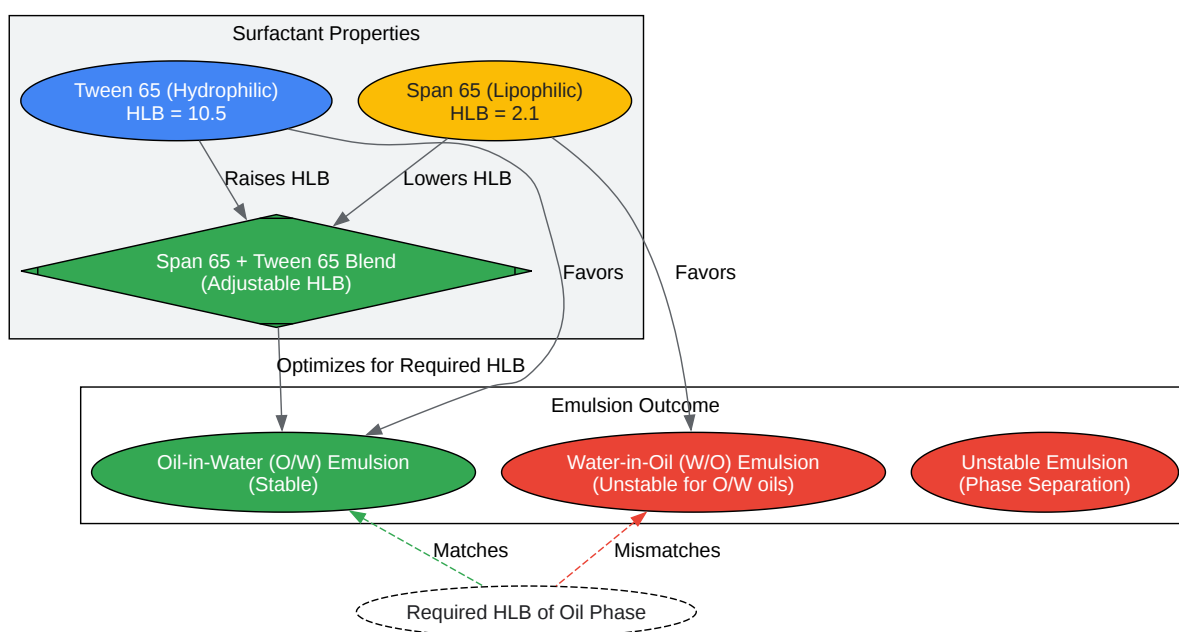 Surfactant Properties
Tween 65 (Hydrophilic)
HLB = 10.5
Span 65 (Lipophilic)
HLB = 2.1
Raises HLB
Lowers HLB
Span 65 + Tween 65 Blend
(Adjustable HLB)
Favors
Favors
Optimizes for Required HLB
Emulsion Outcome
Oil-in-Water (O/W) Emulsion
(Stable)
Water-in-Oil (W/O) Emulsion
(Unstable for O/W oils)
Unstable Emulsion
(Phase Separation)
Matches
Mismatches
Required HLB of Oil Phase